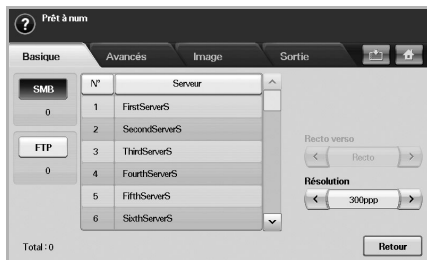 Prêt à num
Basique
Avancés
Image
Sortie
SMB
0
FTP
0
N° Serveur
1 FirstServerS
2 SecondServerS
3 ThirdServerS
4 FourthServerS
5 FifthServerS
6 SixthServerS
Recto verso
Recto
Résolution
300ppp
Total : 0
Retour